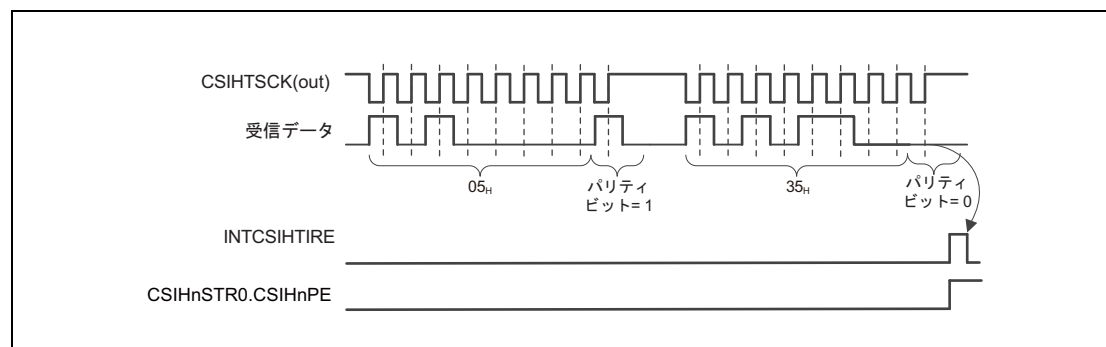 CSIHTSCK(out)
受信データ
05H
パリティ
ビット= 1
35H
パリティ
ビット= 0
INTCSIHTIRE
CSIHnSTR0.CSIHnPE